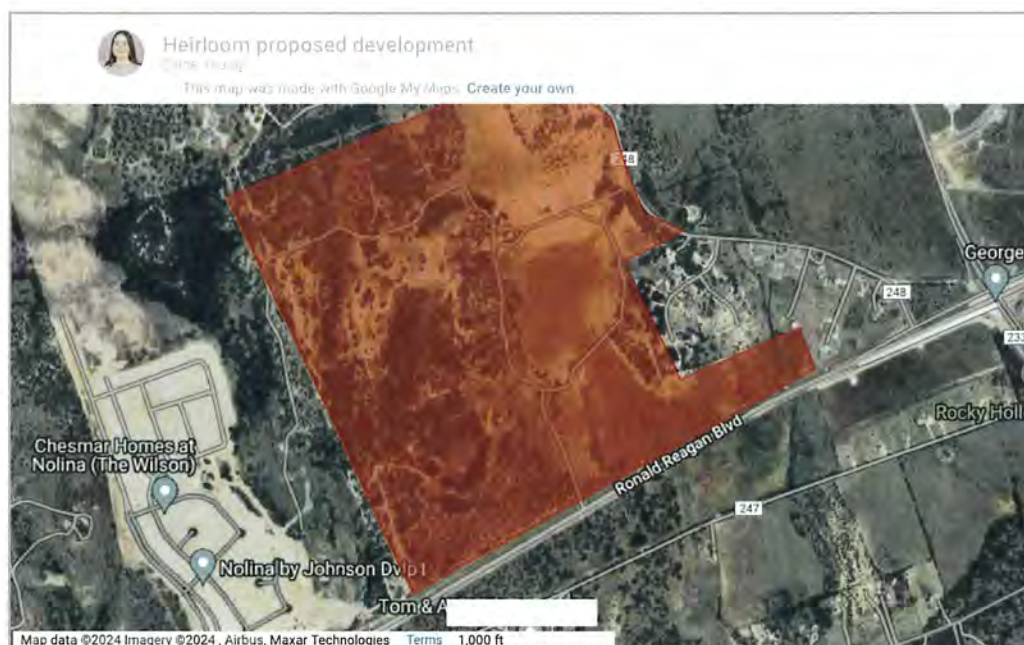 Heirloom proposed development
This map was made with Google My Maps. Create your own.
248
George
248
233
Rocky Holl
Chesmar Homes at
Nolina (The Wilson)
Ronald Reagan Blvd
247
Nolina by Johnson Dvlp
Tom & A
Map data ©2024 Imagery ©2024 , Airbus, Maxar Technologies Terms 1,000 ft